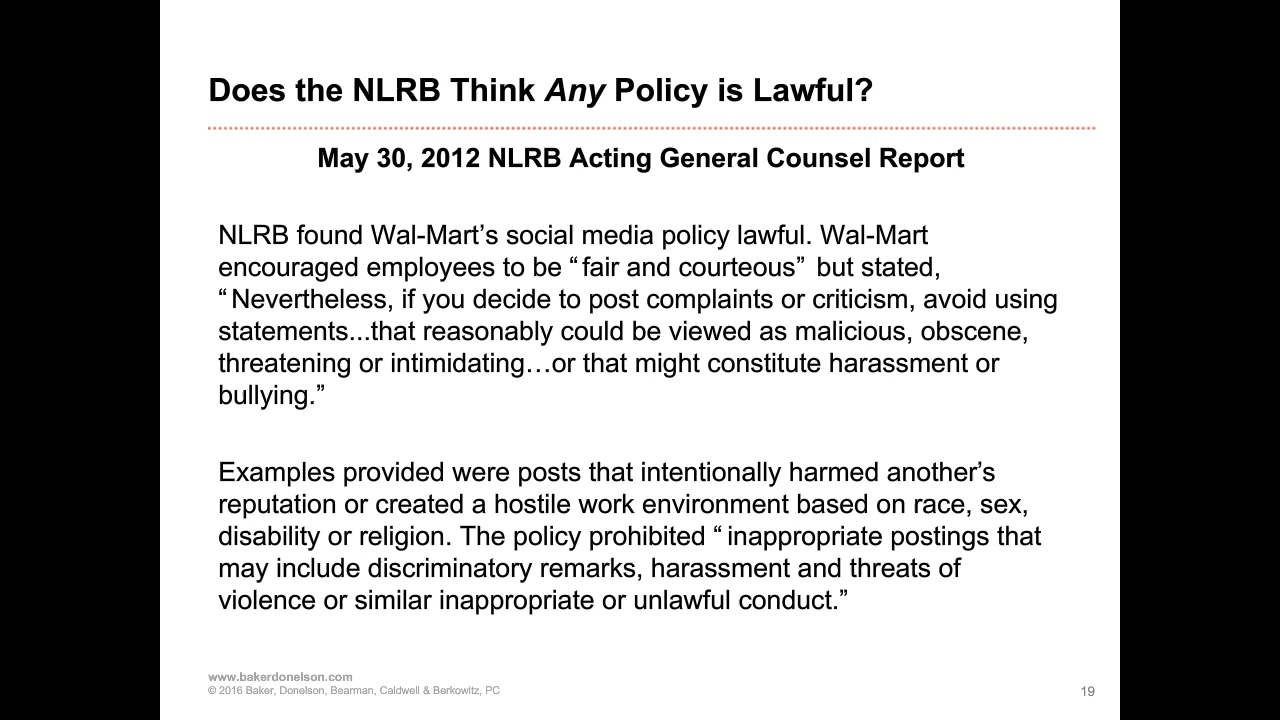 Does the NLRB Think Any Policy is Lawful?
May 30, 2012 NLRB Acting General Counsel Report
NLRB found Wal-Mart’s social media policy lawful. Wal-Mart
encouraged employees to be “fair and courteous” but stated,
“Nevertheless, if you decide to post complaints or criticism, avoid using
statements...that reasonably could be viewed as malicious, obscene,
threatening or intimidating…or that might constitute harassment or
bullying.”
Examples provided were posts that intentionally harmed another’s
reputation or created a hostile work environment based on race, sex,
disability or religion. The policy prohibited “inappropriate postings that
may include discriminatory remarks, harassment and threats of
violence or similar inappropriate or unlawful conduct.”
www.bakerdonelson.com
© 2016 Baker, Donelson, Bearman, Caldwell & Berkowitz, PC
19